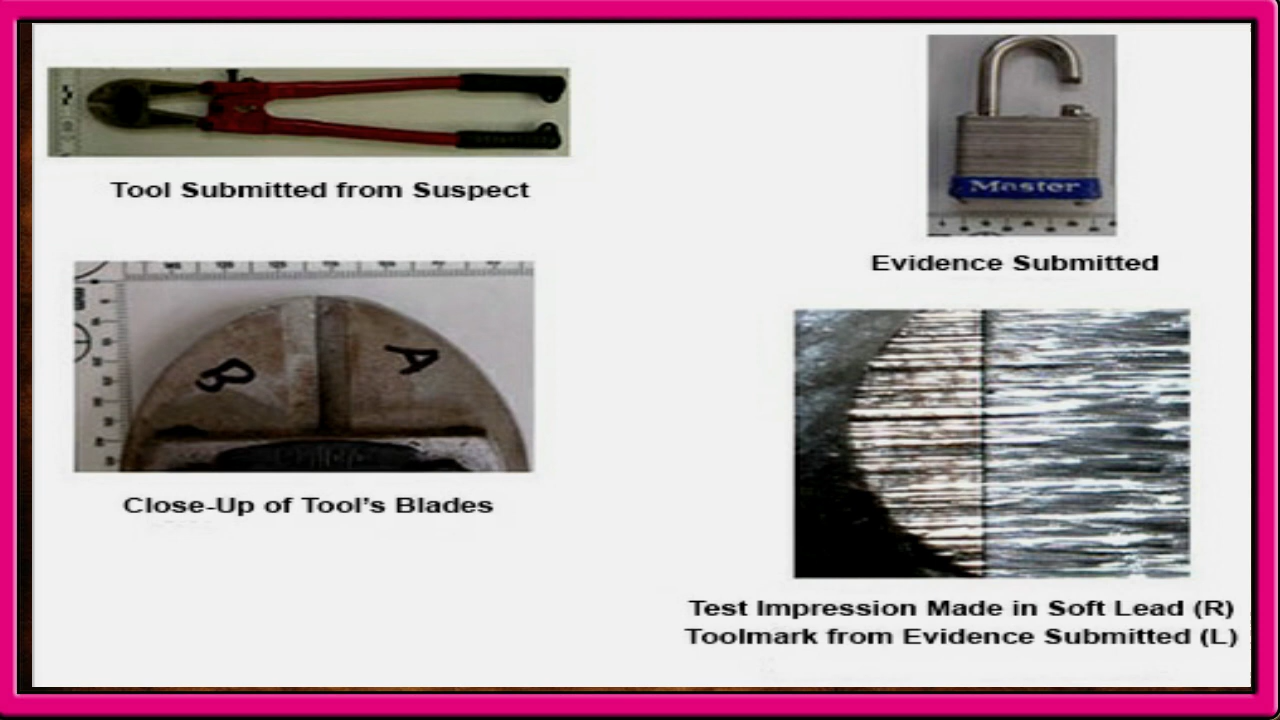 Tool Submitted from Suspect
Master
Evidence Submitted
B A
Close-Up of Tool's Blades
Test Impression Made in Soft Lead (R)
Toolmark from Evidence Submitted (L)